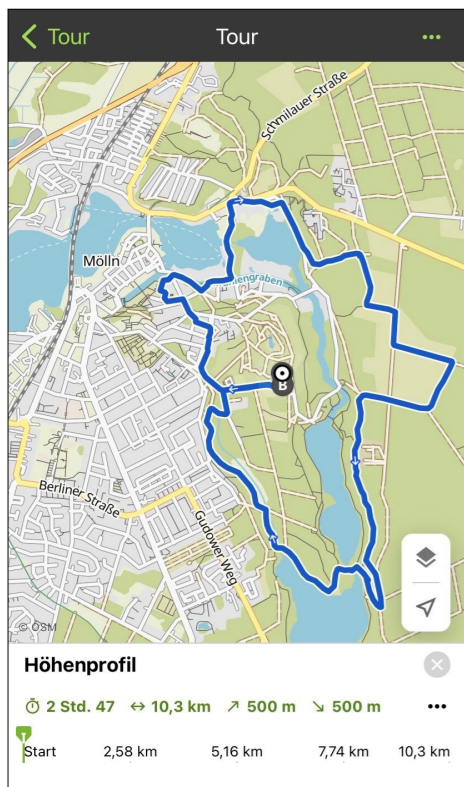 Tour
Tour
Schmilauer Straße
Mölln
B
Berliner Straße
Gudower Weg
© OSM
Höhenprofil
2 Std. 47 10,3 km 500 m 500 m
Start 2,58 km 5,16 km 7,74 km 10,3 km